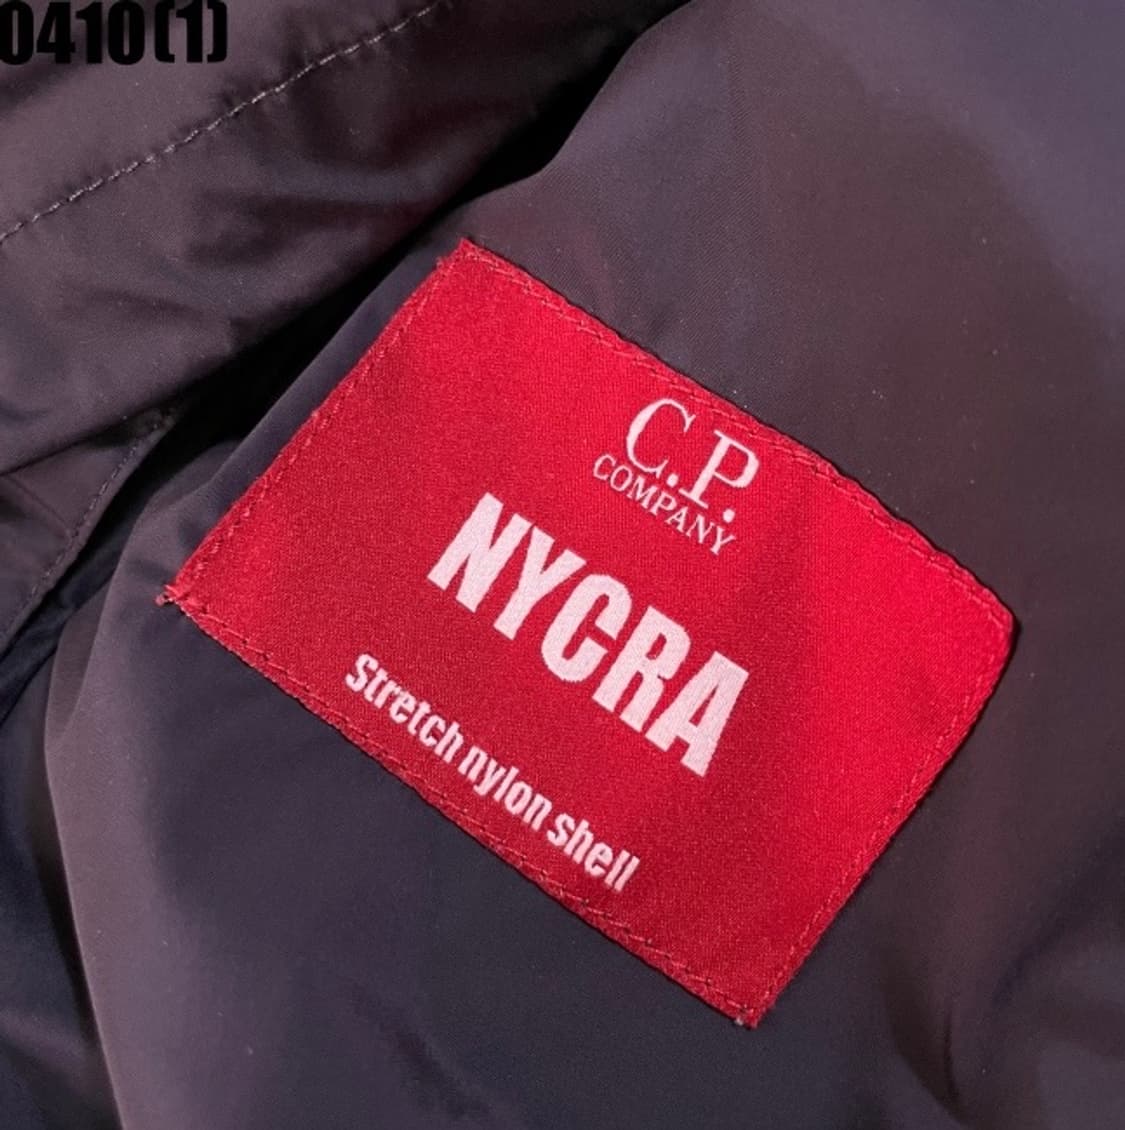 0410(1)
C.P.
COMPANY
NYCRA
Stretch nylon shell